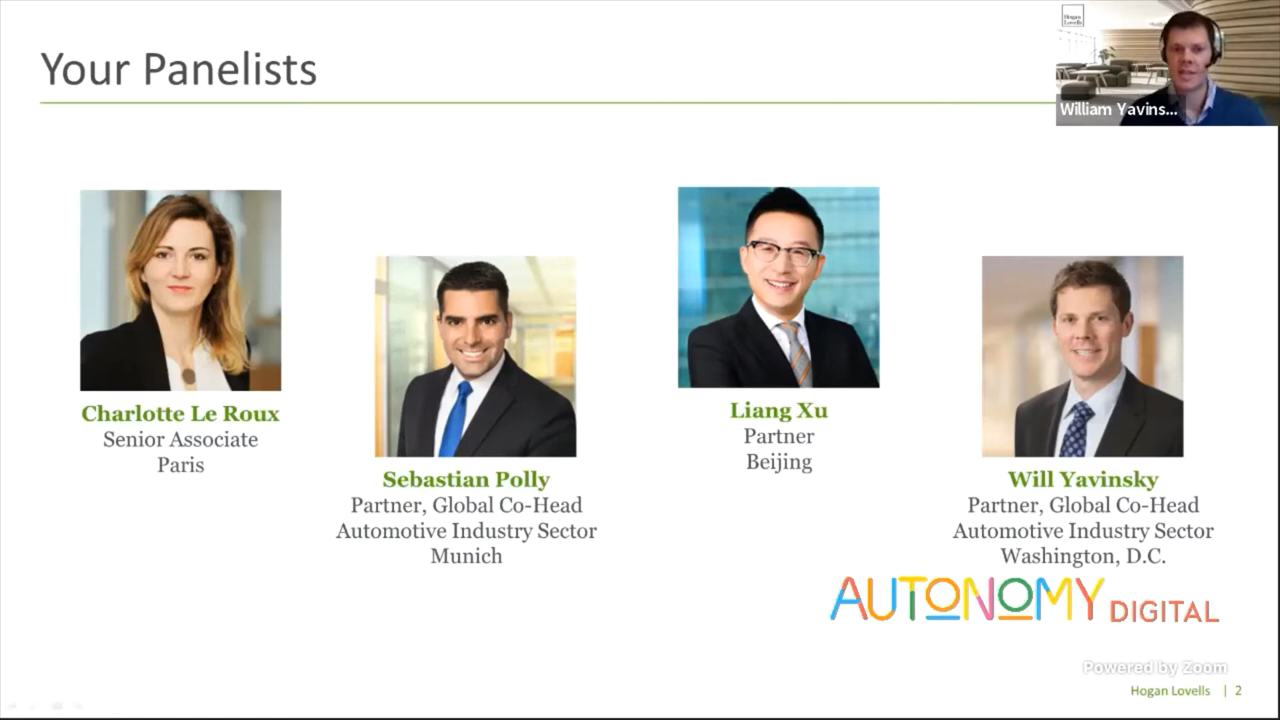 Your Panelists
Hogan
Lovells
William Yavins...
Charlotte Le Roux
Senior Associate
Paris
Sebastian Polly
Partner, Global Co-Head
Automotive Industry Sector
Munich
Liang Xu
Partner
Beijing
Will Yavinsky
Partner, Global Co-Head
Automotive Industry Sector
Washington, D.C.
AUTONOMY DIGITAL
Powered by Zoom
Hogan Lovells | 2